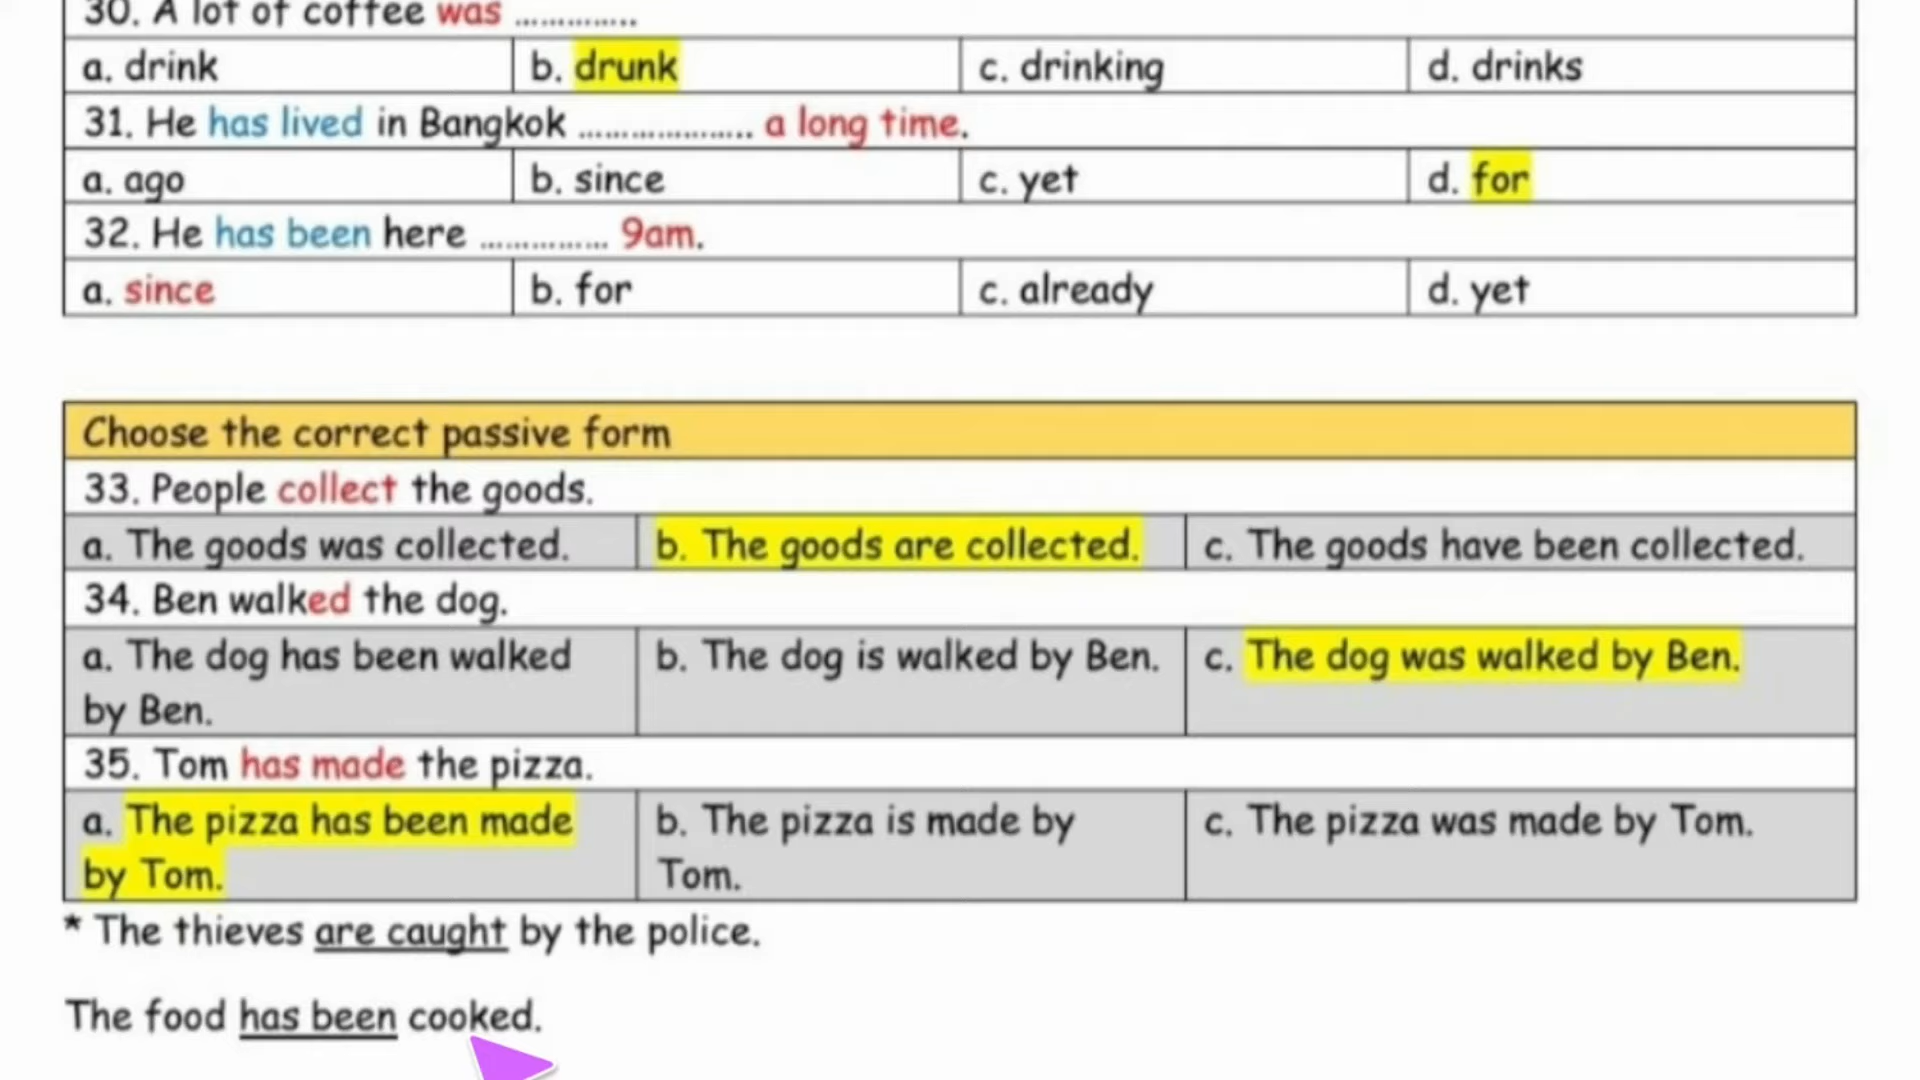 30. A lot of coffee was ..............
a. drink
b. drunk
c. drinking
d. drinks
31. He has lived in Bangkok .................... a long time.
a. ago
b. since
c. yet
d. for
32. He has been here ............... 9am.
a. since
b. for
c. already
d. yet
Choose the correct passive form
33. People collect the goods.
a. The goods was collected.
b. The goods are collected.
c. The goods have been collected.
34. Ben walked the dog.
a. The dog has been walked
by Ben.
b. The dog is walked by Ben.
c. The dog was walked by Ben.
35. Tom has made the pizza.
a. The pizza has been made
by Tom.
b. The pizza is made by
Tom.
c. The pizza was made by Tom.
* The thieves are caught by the police.
The food has been cooked.